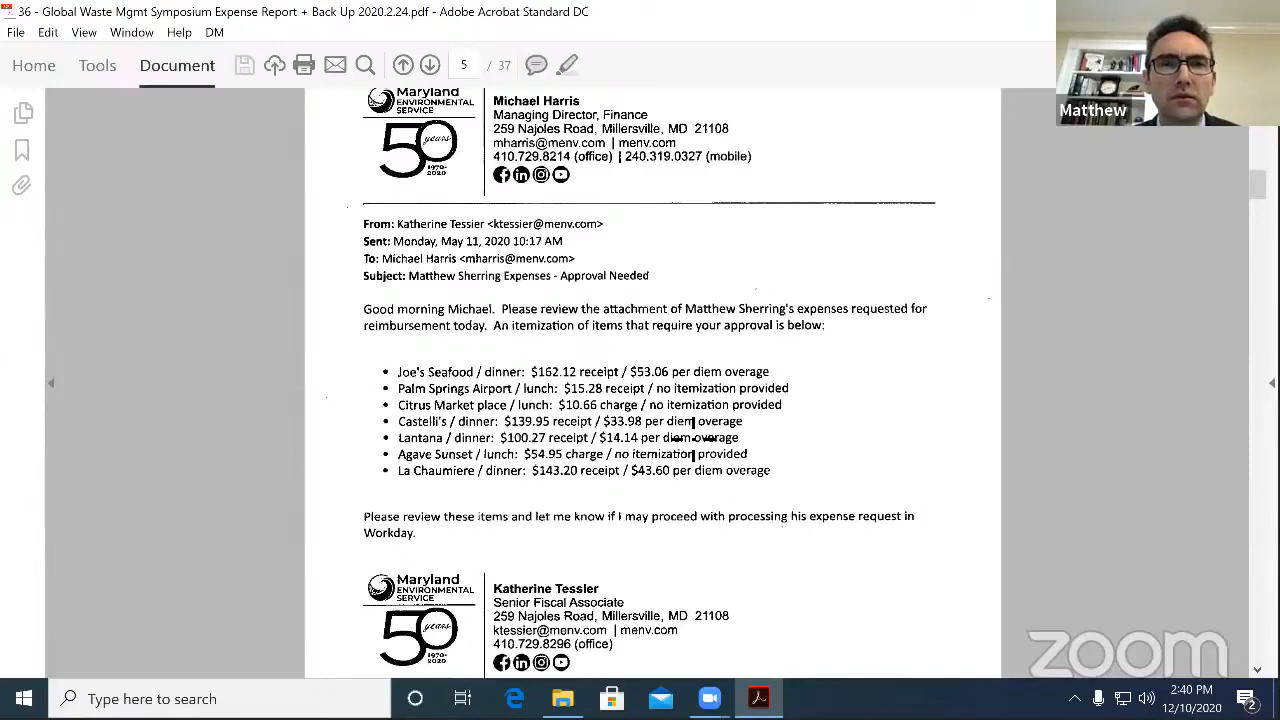 36 - Global Waste Mgmt Symposium Expense Report + Back Up 2020.2.24.pdf - Adobe Acrobat Standard DC
File Edit View Window Help DM
Home Tools Document 5 / 37
Matthew
Maryland
ENVIRONMENTAL
SERVICE
50 years
1970-
2020
Michael Harris
Managing Director, Finance
259 Najoles Road, Millersville, MD 21108
mharris@menv.com | menv.com
410.729.8214 (office) | 240.319.0327 (mobile)
From: Katherine Tessier <ktessier@menv.com>
Sent: Monday, May 11, 2020 10:17 AM
To: Michael Harris <mharris@menv.com>
Subject: Matthew Sherring Expenses - Approval Needed
Good morning Michael. Please review the attachment of Matthew Sherring's expenses requested for
reimbursement today. An itemization of items that require your approval is below:
• Joe's Seafood / dinner: $162.12 receipt / $53.06 per diem overage
• Palm Springs Airport / lunch: $15.28 receipt / no itemization provided
• Citrus Market place / lunch: $10.66 charge / no itemization provided
• Castelli's / dinner: $139.95 receipt / $33.98 per diem overage
• Lantana / dinner: $100.27 receipt / $14.14 per diem overage
• Agave Sunset / lunch: $54.95 charge / no itemization provided
• La Chaumiere / dinner: $143.20 receipt / $43.60 per diem overage
Please review these items and let me know if I may proceed with processing his expense request in
Workday.
Maryland
ENVIRONMENTAL
SERVICE
50 years
1970-
2020
Katherine Tessier
Senior Fiscal Associate
259 Najoles Road, Millersville, MD 21108
ktessier@menv.com | menv.com
410.729.8296 (office)
zoom
Type here to search
2:40 PM
12/10/2020
2